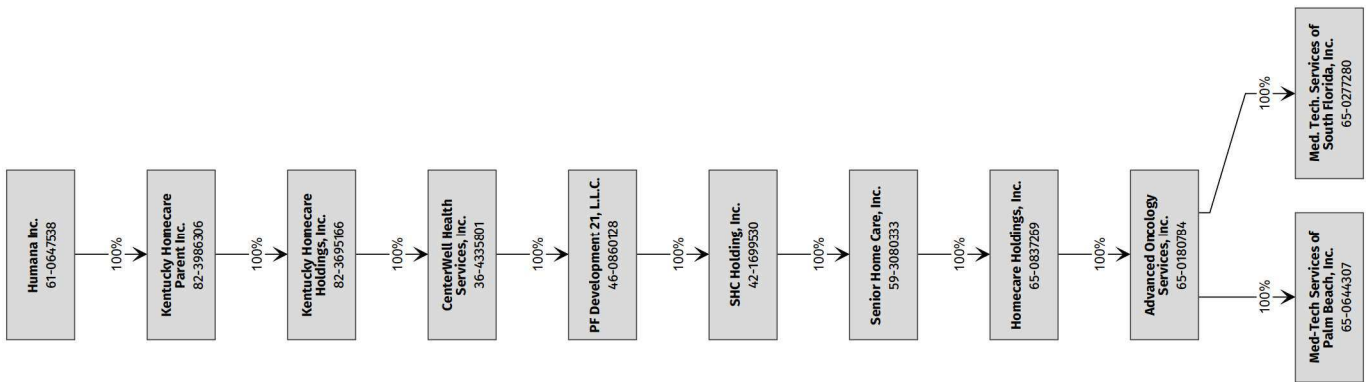 Humana Inc.
61-0647538
100%
Kentucky Homecare
Parent Inc.
82-3986306
100%
Kentucky Homecare
Holdings, Inc.
82-3695166
100%
CenterWell Health
Services, Inc.
36-4335801
100%
PF Development 21, L.L.C.
46-0860128
100%
SHC Holding, Inc.
42-1699530
100%
Senior Home Care, Inc.
59-3080333
100%
Homecare Holdings, Inc.
65-0837269
100%
Advanced Oncology
Services, Inc.
65-0180784
100%
Med-Tech Services of
Palm Beach, Inc.
65-0644307
100%
Med. Tech. Services of
South Florida, Inc.
65-0277280